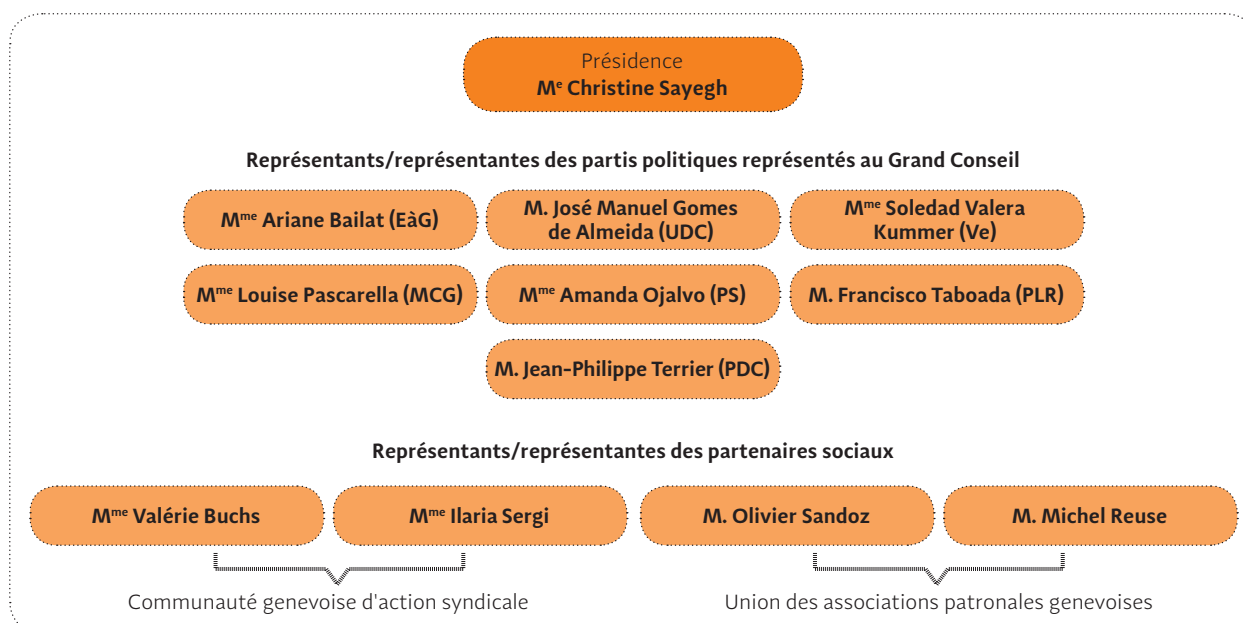 Présidence
Mᵉ Christine Sayegh
Représentants/représentantes des partis politiques représentés au Grand Conseil
Mᵐᵉ Ariane Bailat (EàG)
M. José Manuel Gomes
de Almeida (UDC)
Mᵐᵉ Soledad Valera
Kummer (Ve)
Mᵐᵉ Louise Pascarella (MCG)
Mᵐᵉ Amanda Ojalvo (PS)
M. Francisco Taboada (PLR)
M. Jean-Philippe Terrier (PDC)
Représentants/représentantes des partenaires sociaux
Mᵐᵉ Valérie Buchs
Mᵐᵉ Ilaria Sergi
M. Olivier Sandoz
M. Michel Reuse
Communauté genevoise d'action syndicale
Union des associations patronales genevoises